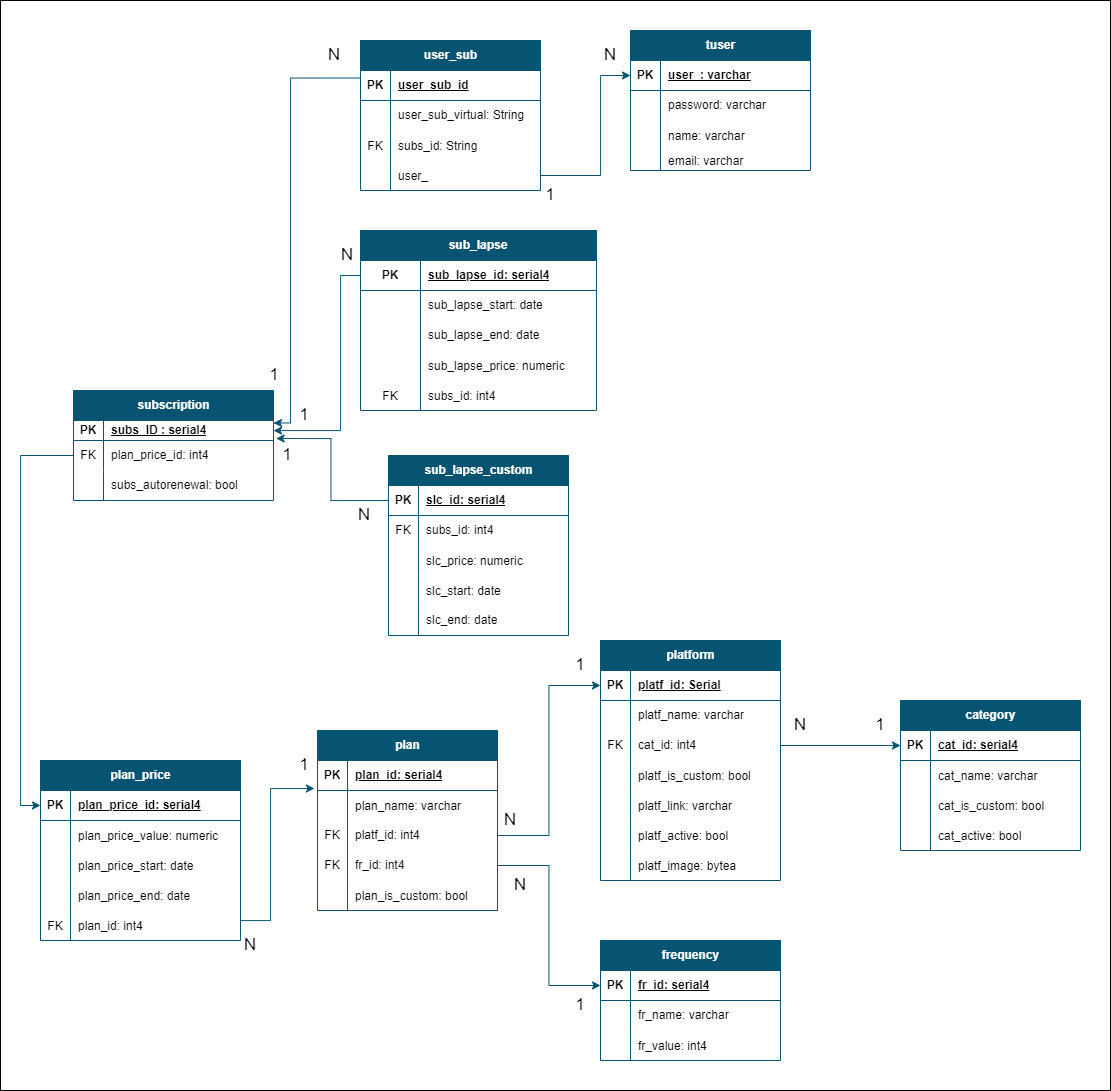 N
user_sub
PK user_sub_id
user_sub_virtual: String
FK subs_id: String
user_
1
N
tuser
PK user_: varchar
password: varchar
name: varchar
email: varchar
N
sub_lapse
PK sub_lapse_id: serial4
sub_lapse_start: date
sub_lapse_end: date
sub_lapse_price: numeric
FK subs_id: int4
1
1
1
subscription
PK subs_ID : serial4
FK plan_price_id: int4
subs_autorenewal: bool
N
sub_lapse_custom
PK slc_id: serial4
FK subs_id: int4
slc_price: numeric
slc_start: date
slc_end: date
1
platform
PK platf_id: Serial
platf_name: varchar
FK cat_id: int4
platf_is_custom: bool
platf_link: varchar
platf_active: bool
platf_image: bytea
N
1
category
PK cat_id: serial4
cat_name: varchar
cat_is_custom: bool
cat_active: bool
1
plan
PK plan_id: serial4
plan_name: varchar
FK platf_id: int4
FK fr_id: int4
plan_is_custom: bool
N
N
plan_price
PK plan_price_id: serial4
plan_price_value: numeric
plan_price_start: date
plan_price_end: date
FK plan_id: int4
N
1
frequency
PK fr_id: serial4
fr_name: varchar
fr_value: int4